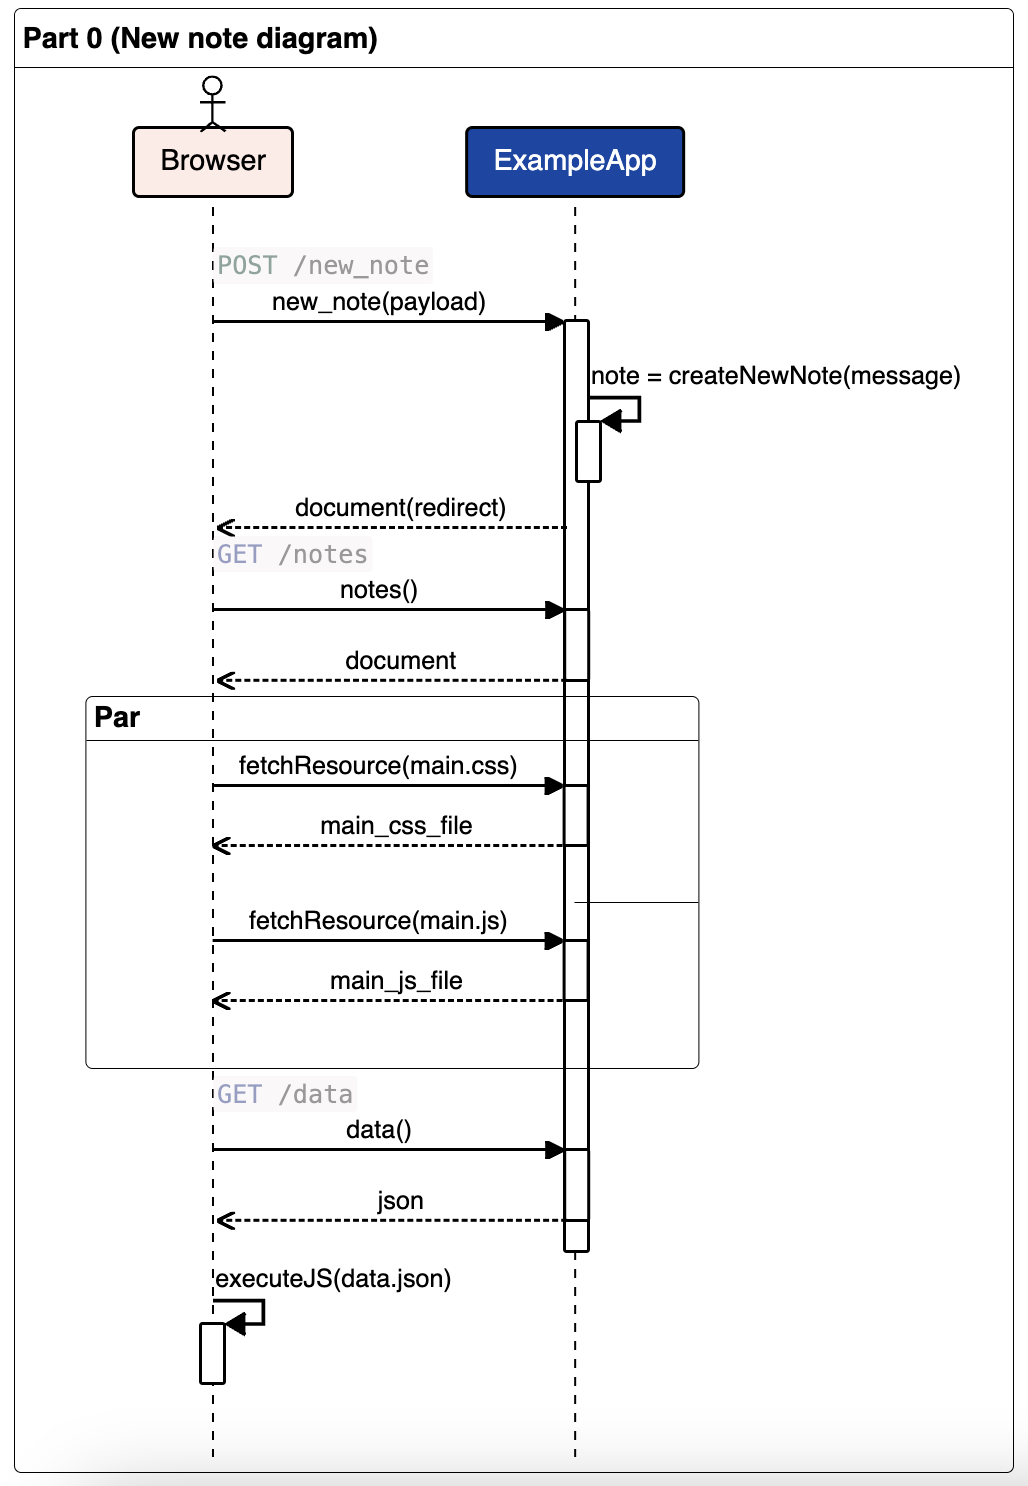 Part 0 (New note diagram)
Browser
ExampleApp
POST /new_note
new_note(payload)
note = createNewNote(message)
document(redirect)
GET /notes
notes()
document
Par
fetchResource(main.css)
main_css_file
fetchResource(main.js)
main_js_file
GET /data
data()
json
executeJS(data.json)